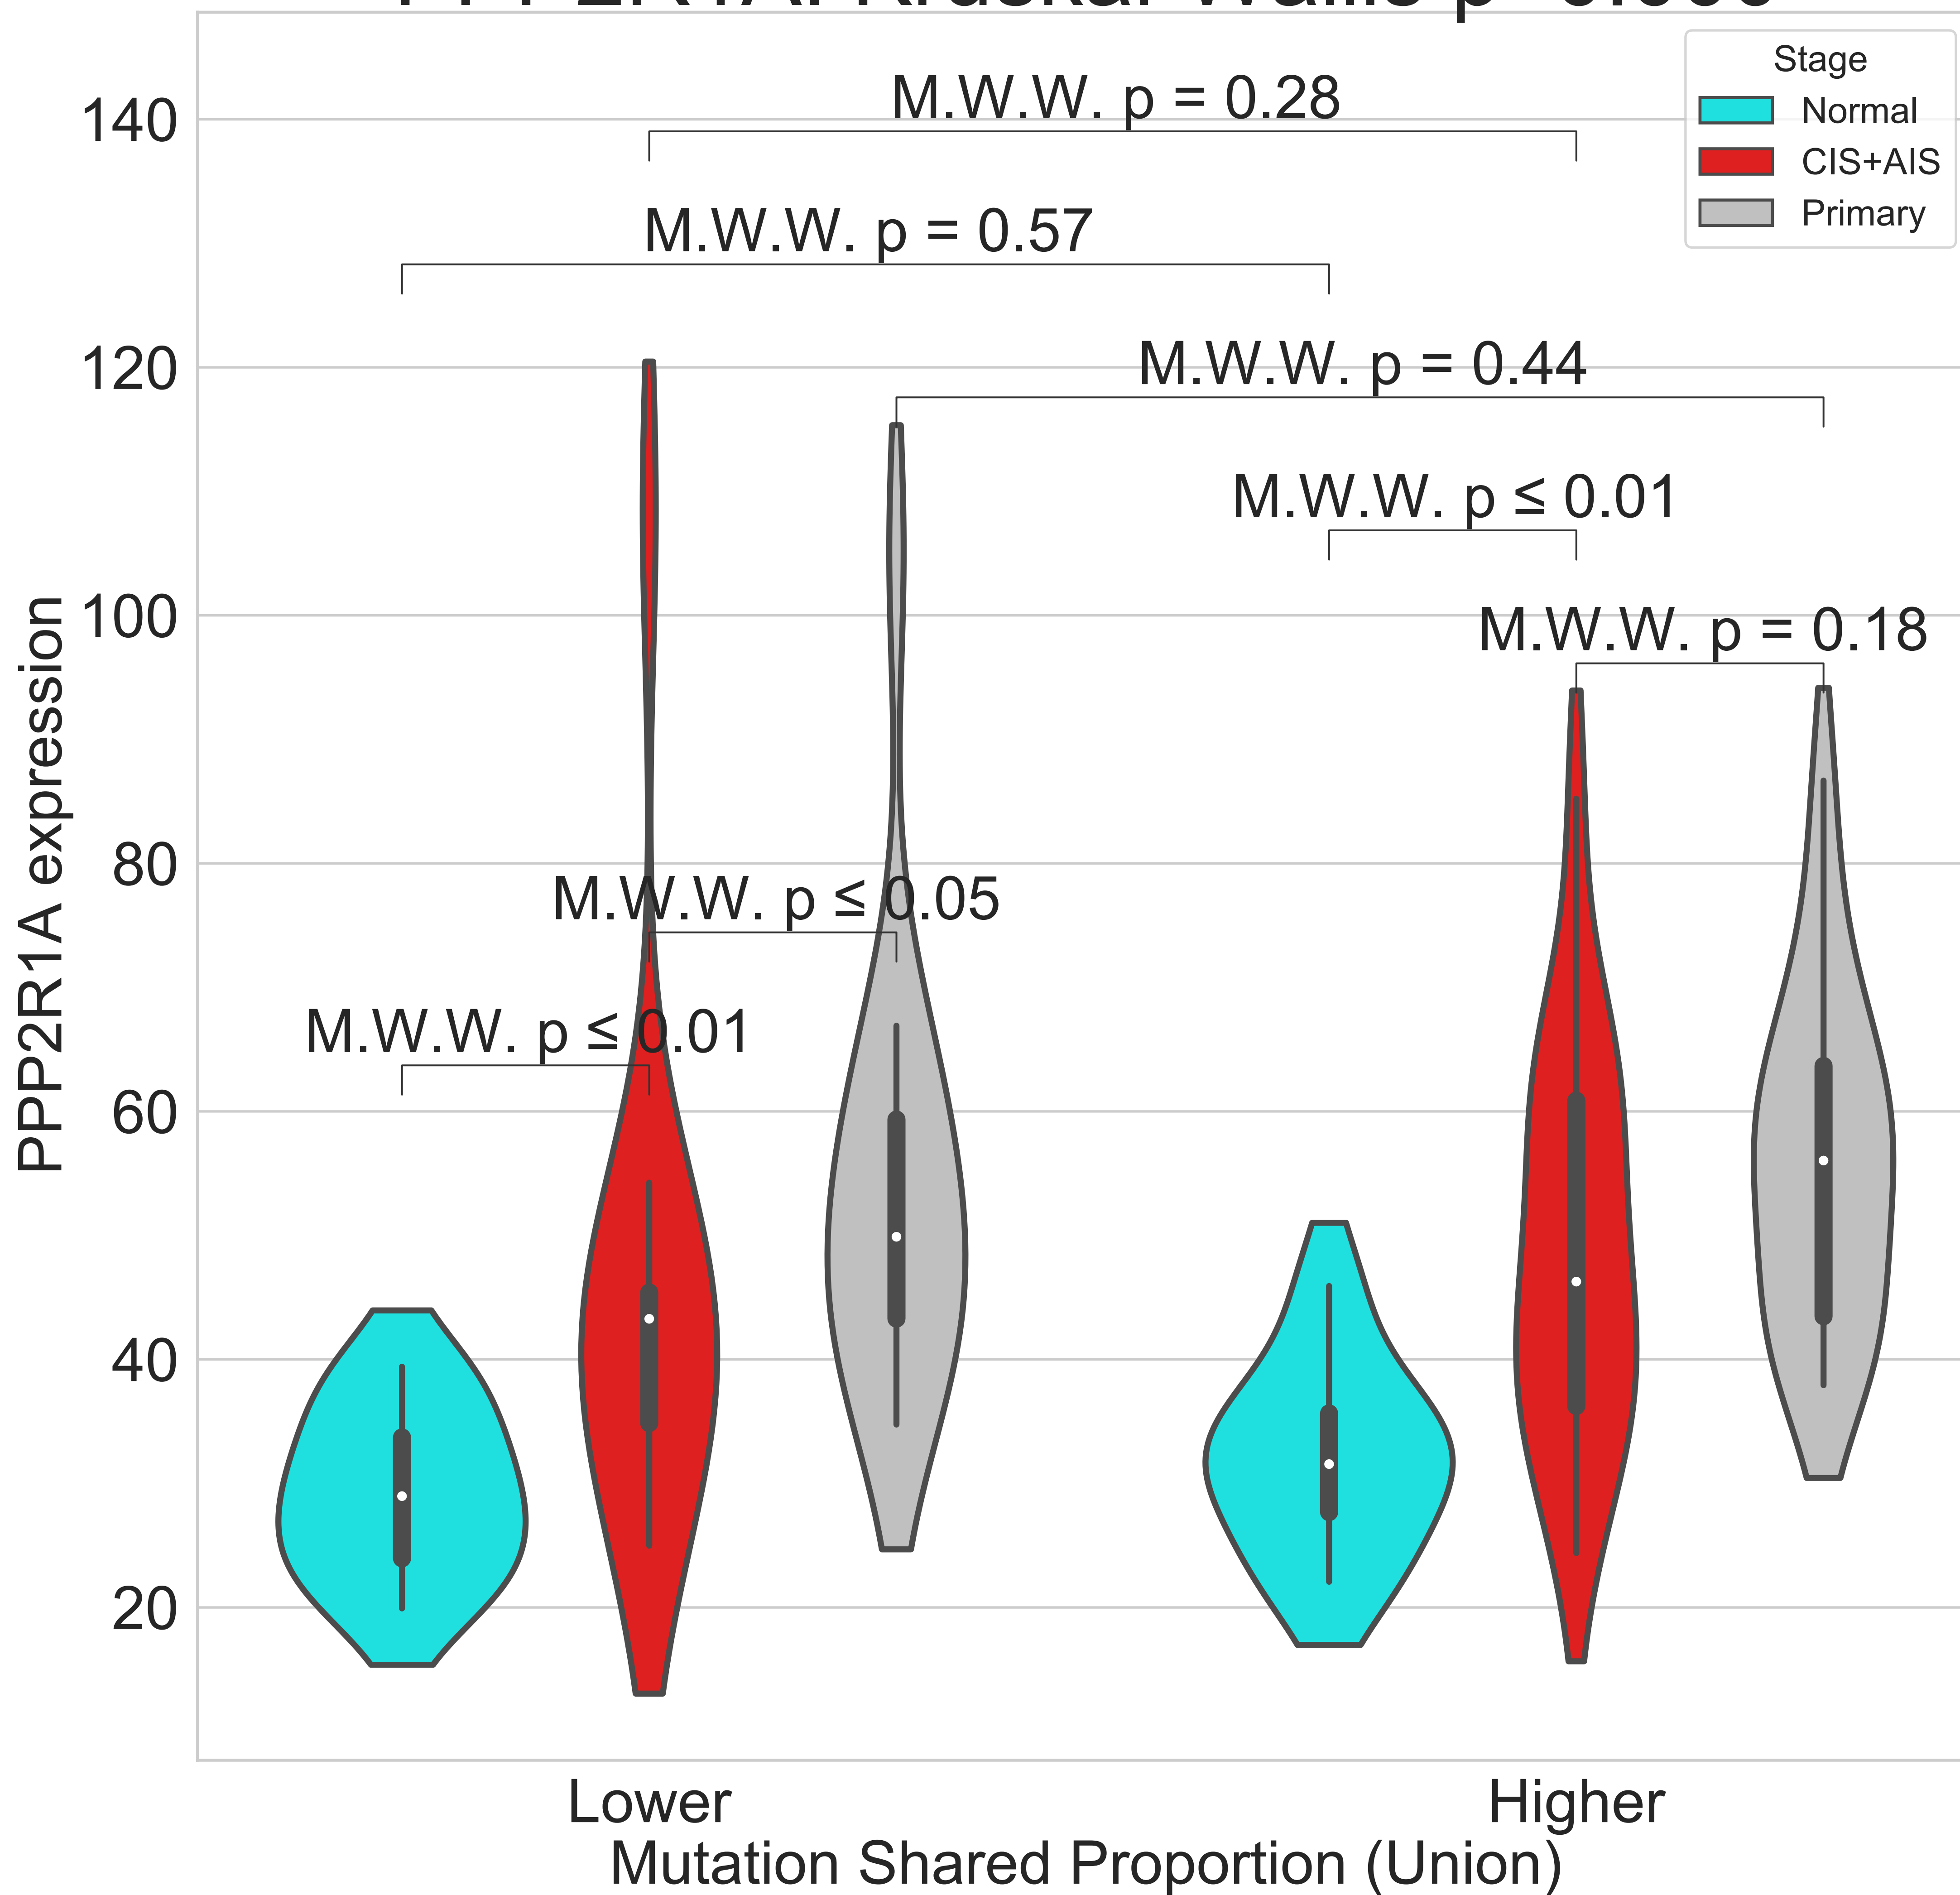 Stage
Normal
CIS+AIS
Primary
M.W.W. p = 0.28
M.W.W. p = 0.57
M.W.W. p = 0.44
M.W.W. p ≤ 0.01
M.W.W. p = 0.18
M.W.W. p ≤ 0.05
M.W.W. p ≤ 0.01
140
120
100
80
60
40
20
PPP2R1A expression
Lower
Higher
Mutation Shared Proportion (Union)